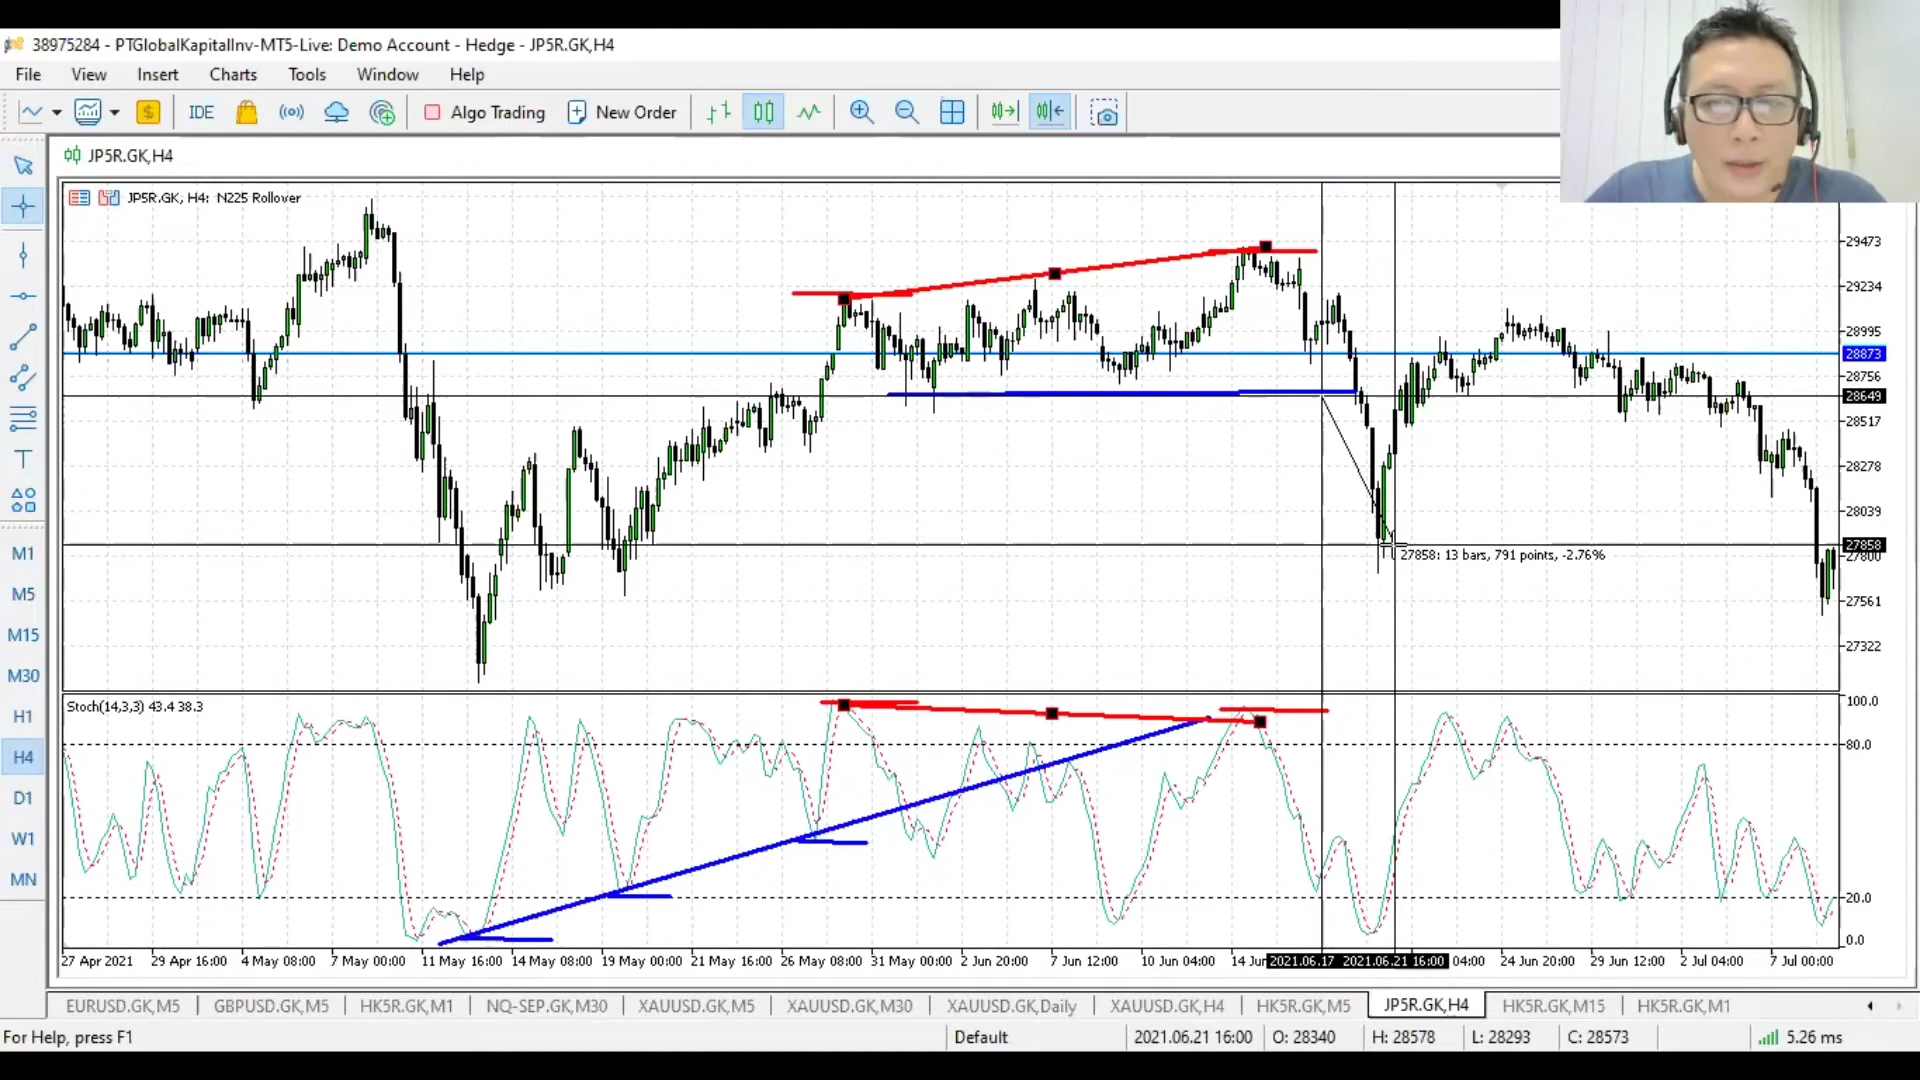 38975284 - PTGlobalKapitalInv-MT5-Live: Demo Account - Hedge - JP5R.GK,H4
File View Insert Charts Tools Window Help
IDE Algo Trading New Order
JP5R.GK,H4
JP5R.GK, H4: N225 Rollover
29473
29234
28995
28873
28756
28649
28517
28278
28039
27858
27800
27561
27322
27858: 13 bars, 791 points, -2.76%
M1
M5
M15
M30
H1
H4
D1
W1
MN
Stoch(14,3,3) 43.4 38.3
100.0
80.0
20.0
0.0
27 Apr 2021 29 Apr 16:00 4 May 08:00 7 May 00:00 11 May 16:00 14 May 08:00 19 May 00:00 21 May 16:00 26 May 08:00 31 May 00:00 2 Jun 20:00 7 Jun 12:00 10 Jun 04:00 14 Jun 2021.06.17 2021.06.21 16:00 04:00 24 Jun 20:00 29 Jun 12:00 2 Jul 04:00 7 Jul 00:00
EURUSD.GK,M5 GBPUSD.GK,M5 HK5R.GK,M1 NQ-SEP.GK,M30 XAUUSD.GK,M5 XAUUSD.GK,M30 XAUUSD.GK,Daily XAUUSD.GK,H4 HK5R.GK,M5 JP5R.GK,H4 HK5R.GK,M15 HK5R.GK,M1
For Help, press F1 Default 2021.06.21 16:00 O: 28340 H: 28578 L: 28293 C: 28573 5.26 ms